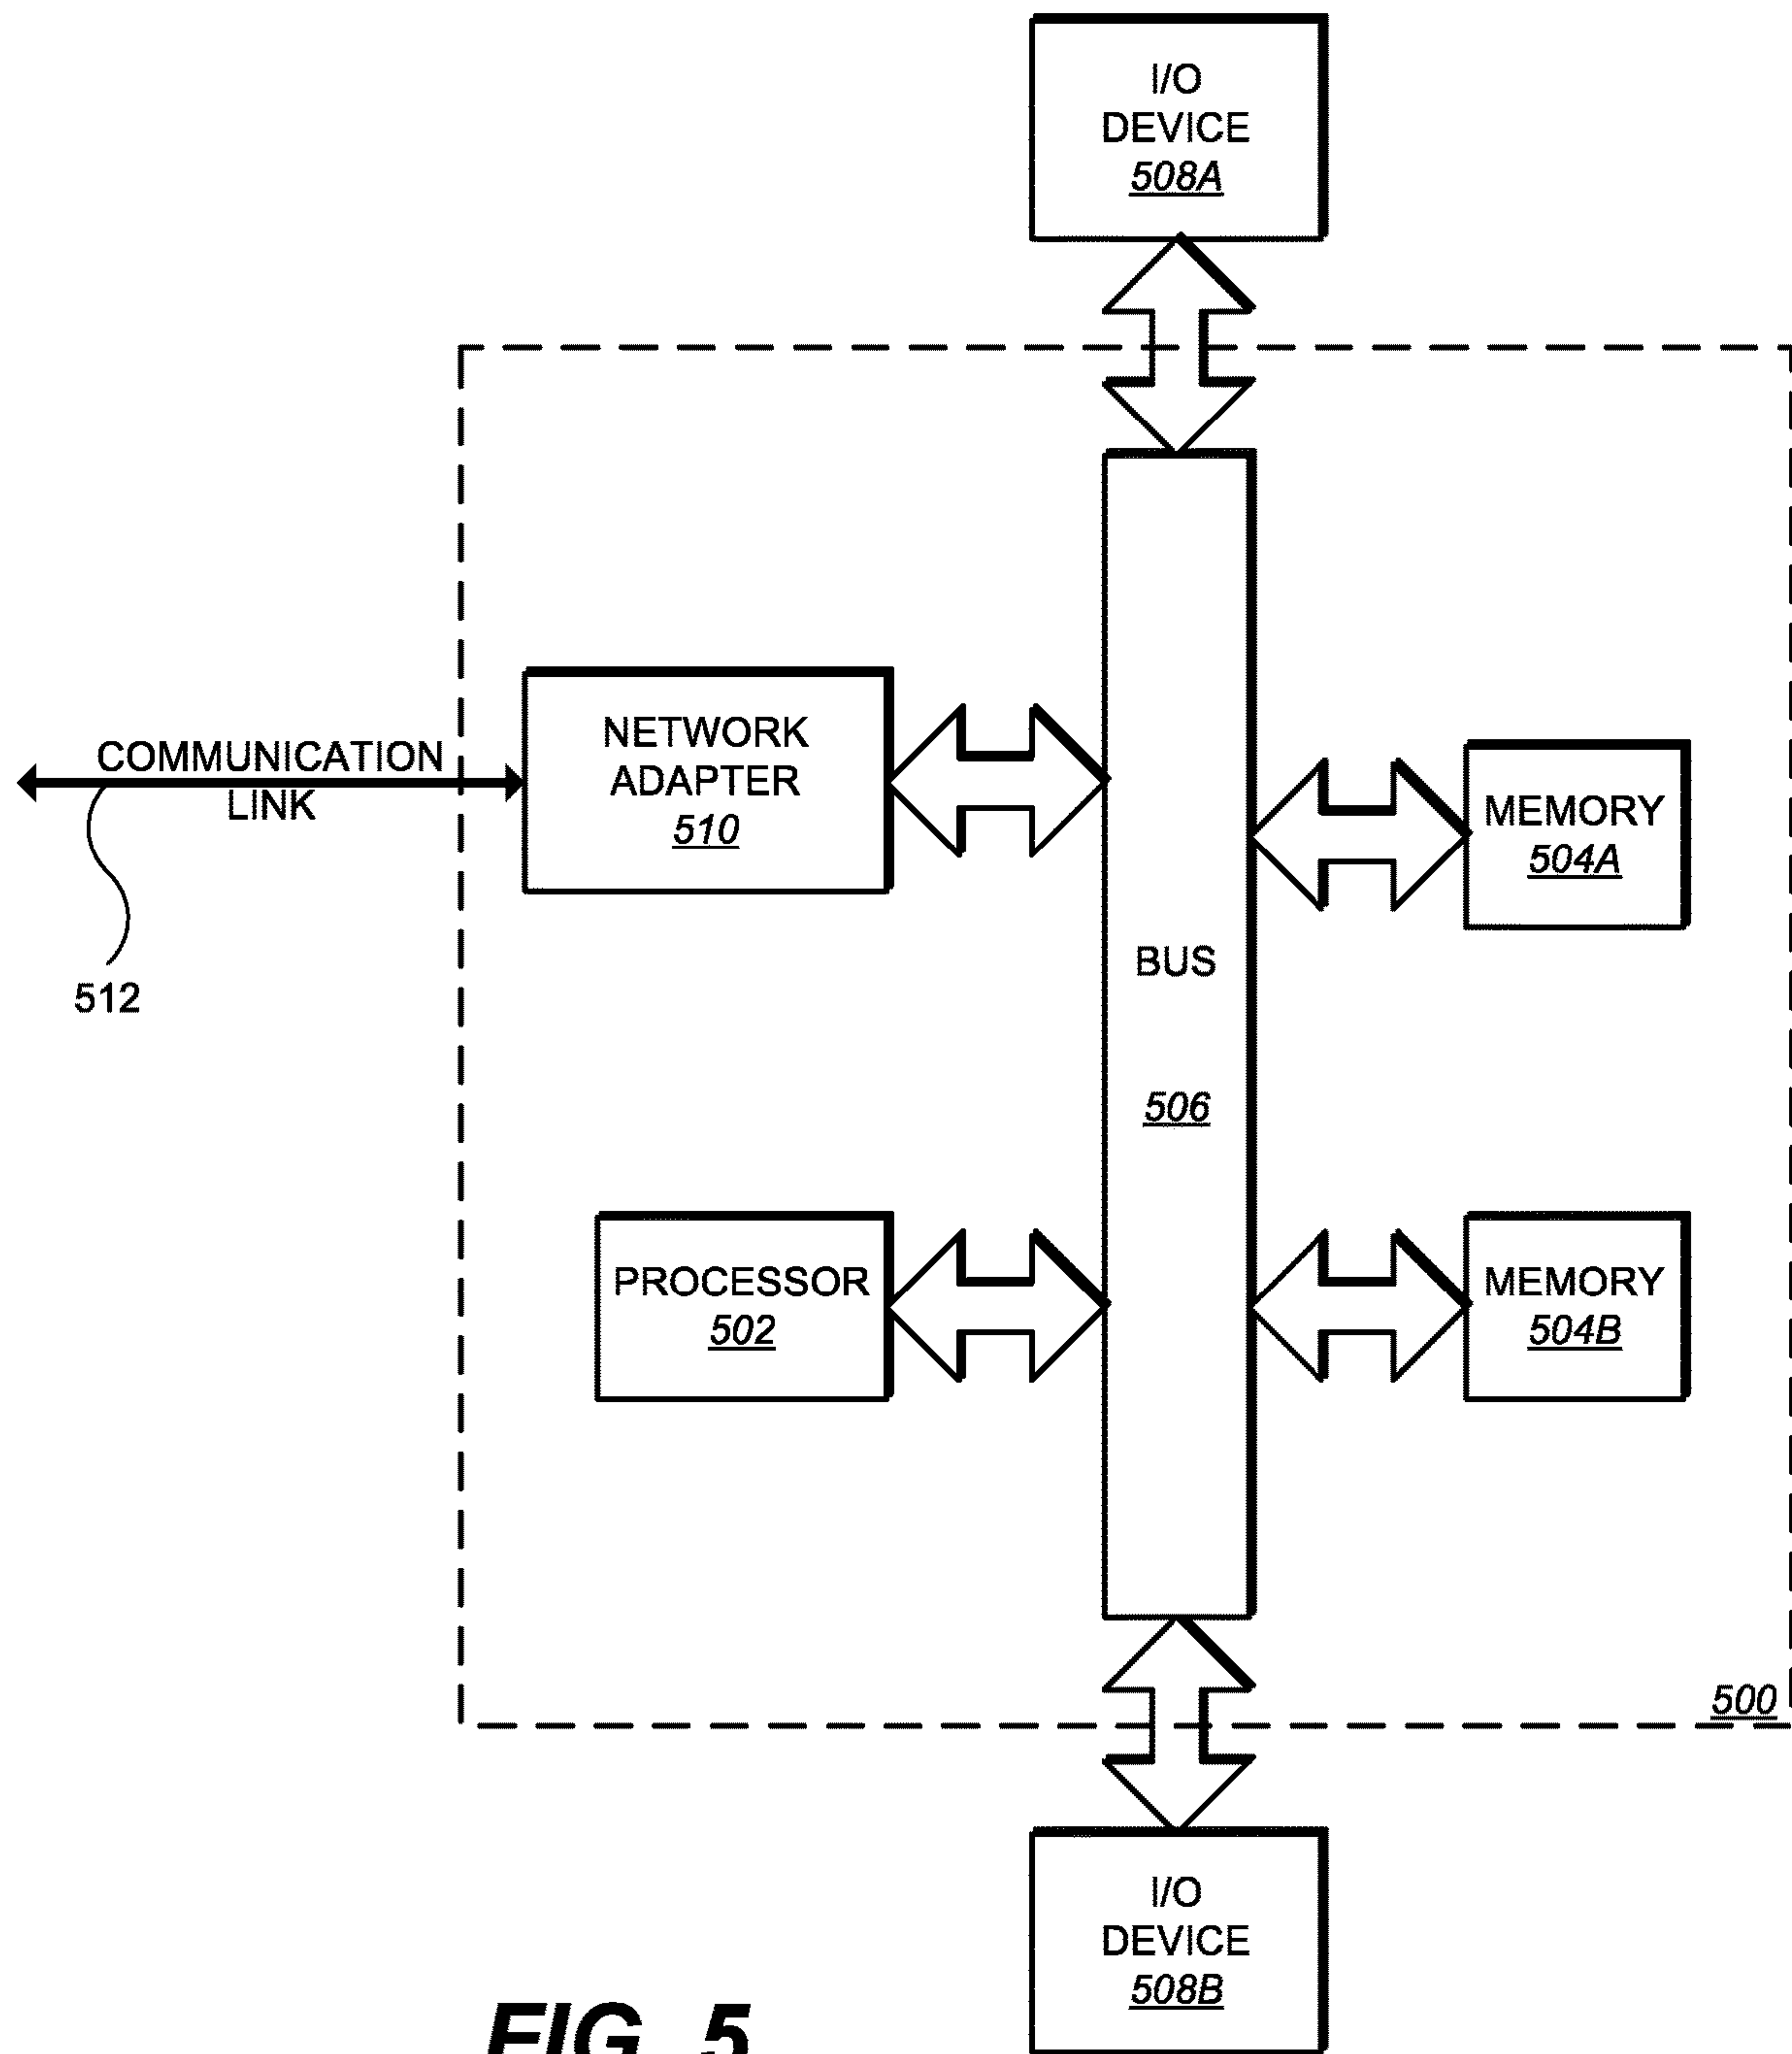 I/O
DEVICE
508A
COMMUNICATION
LINK
512
NETWORK
ADAPTER
510
MEMORY
504A
BUS
506
PROCESSOR
502
MEMORY
504B
500
I/O
DEVICE
508B
FIG. 5